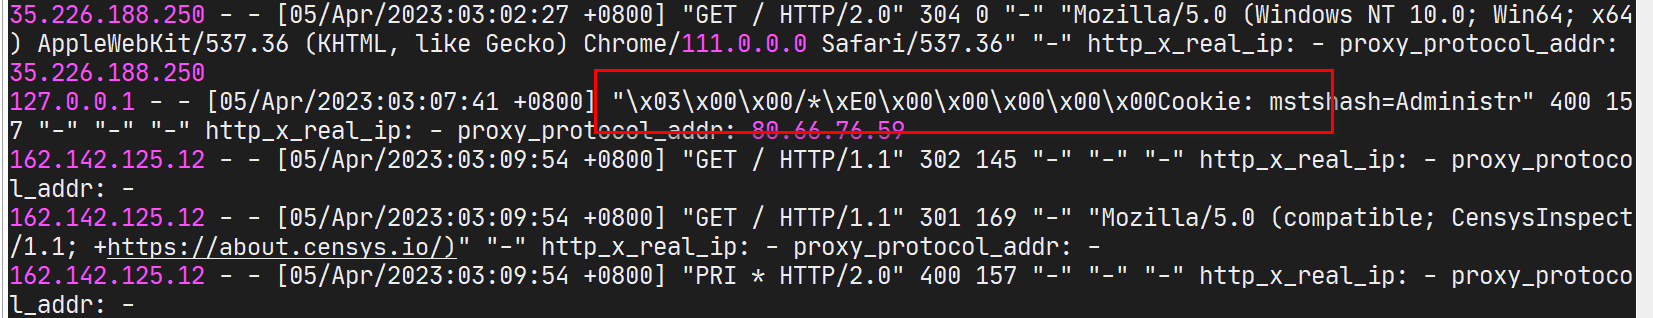 35.226.188.250 - - [05/Apr/2023:03:02:27 +0800] "GET / HTTP/2.0" 304 0 "-" "Mozilla/5.0 (Windows NT 10.0; Win64; x64
) AppleWebKit/537.36 (KHTML, like Gecko) Chrome/111.0.0.0 Safari/537.36" "-" http_x_real_ip: - proxy_protocol_addr:
35.226.188.250
127.0.0.1 - - [05/Apr/2023:03:07:41 +0800] "\x03\x00\x00/*\xE0\x00\x00\x00\x00\x00Cookie: mstshash=Administr" 400 15
7 "-" "-" "-" http_x_real_ip: - proxy_protocol_addr: 80.66.76.59
162.142.125.12 - - [05/Apr/2023:03:09:54 +0800] "GET / HTTP/1.1" 302 145 "-" "-" "-" http_x_real_ip: - proxy_protoco
l_addr: -
162.142.125.12 - - [05/Apr/2023:03:09:54 +0800] "GET / HTTP/1.1" 301 169 "-" "Mozilla/5.0 (compatible; CensysInspect
/1.1; +https://about.censys.io/)" "-" http_x_real_ip: - proxy_protocol_addr: -
162.142.125.12 - - [05/Apr/2023:03:09:54 +0800] "PRI * HTTP/2.0" 400 157 "-" "-" "-" http_x_real_ip: - proxy_protoco
l_addr: -